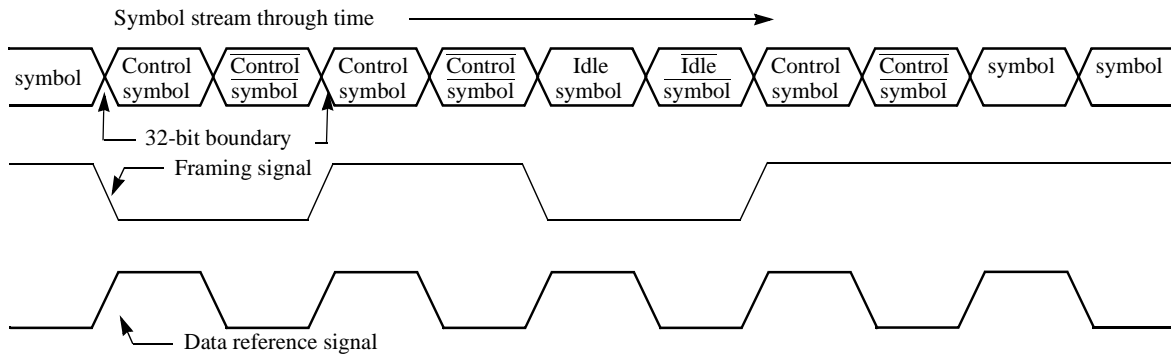 Symbol stream through time
symbol
Control
symbol
Control
symbol
Control
symbol
Control
symbol
Idle
symbol
Idle
symbol
Control
symbol
Control
symbol
symbol
symbol
32-bit boundary
Framing signal
Data reference signal